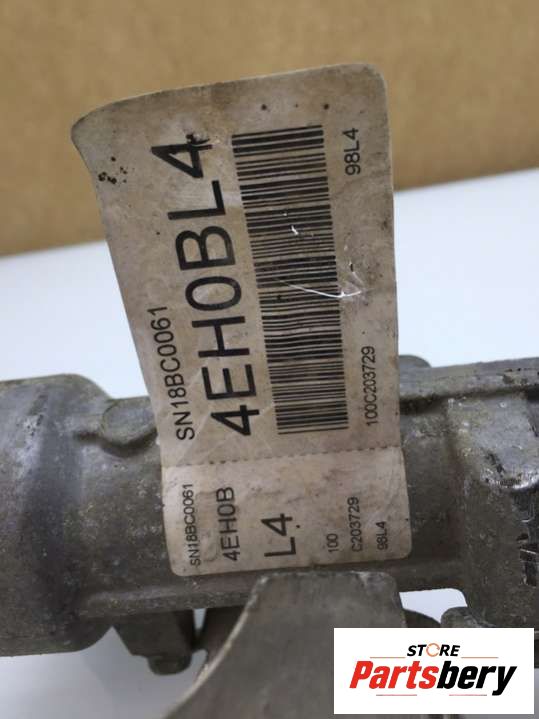 SN18BC0061
4EH0BL4
98L4
100C203729
SN18BC0061
4EH0B
L4
100
C203729
98L4
STORE
Partsbery